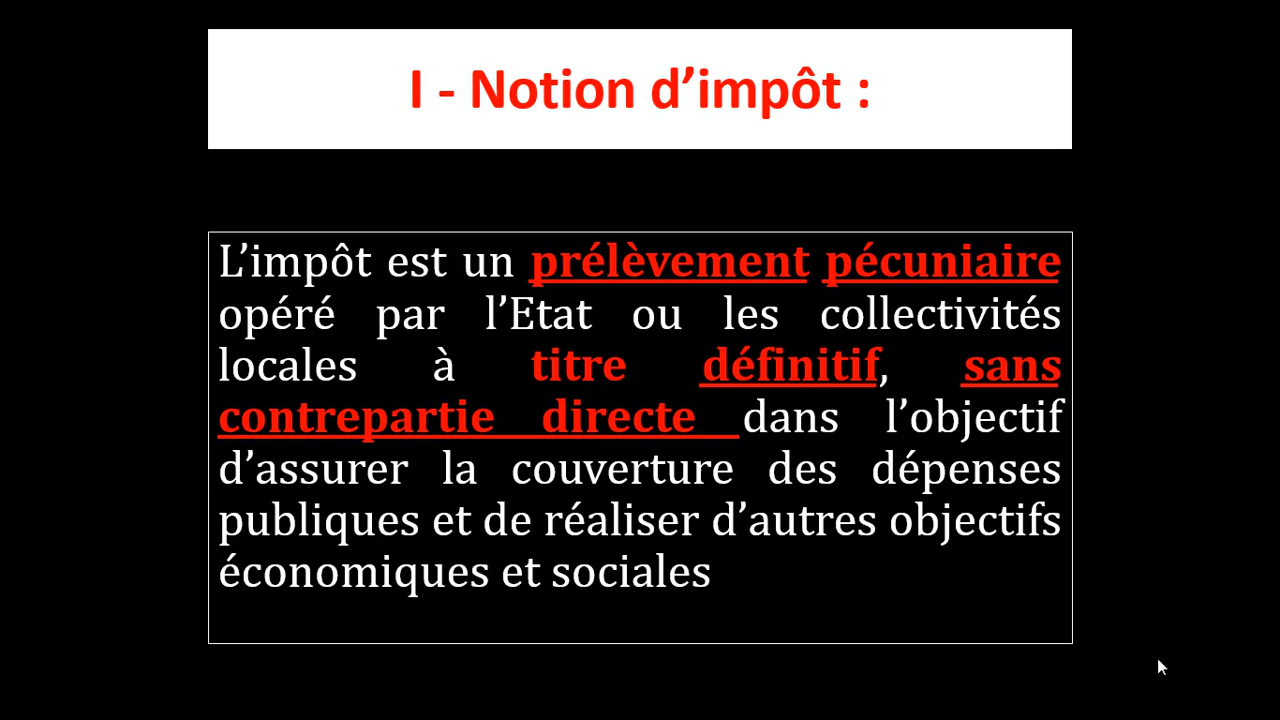 I - Notion d’impôt :
L’impôt est un prélèvement pécuniaire
opéré par l’Etat ou les collectivités
locales à titre définitif, sans
contrepartie directe dans l’objectif
d’assurer la couverture des dépenses
publiques et de réaliser d’autres objectifs
économiques et sociales